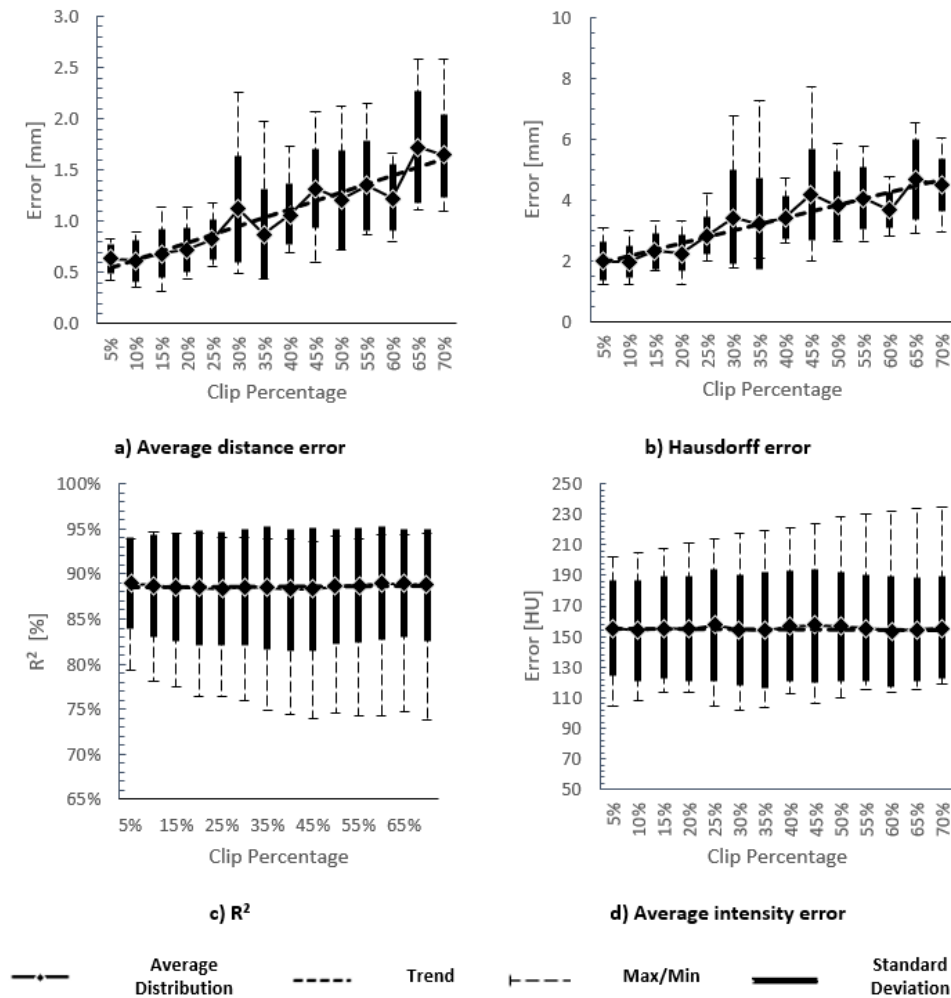 3.0
2.5
2.0
1.5
1.0
0.5
0.0
Error [mm]
5% 10% 15% 20% 25% 30% 35% 40% 45% 50% 55% 60% 65% 70%
Clip Percentage
a) Average distance error
10
8
6
4
2
0
Error [mm]
5% 10% 15% 20% 25% 30% 35% 40% 45% 50% 55% 60% 65% 70%
Clip Percentage
b) Hausdorff error
100%
95%
90%
85%
80%
75%
70%
65%
R² [%]
5% 15% 25% 35% 45% 55% 65%
Clip Percentage
c) R²
250
230
210
190
170
150
130
110
90
70
50
Error [HU]
5% 10% 15% 20% 25% 30% 35% 40% 45% 50% 55% 60% 65% 70%
Clip Percentage
d) Average intensity error
Average
Distribution
Trend
Max/Min
Standard
Deviation